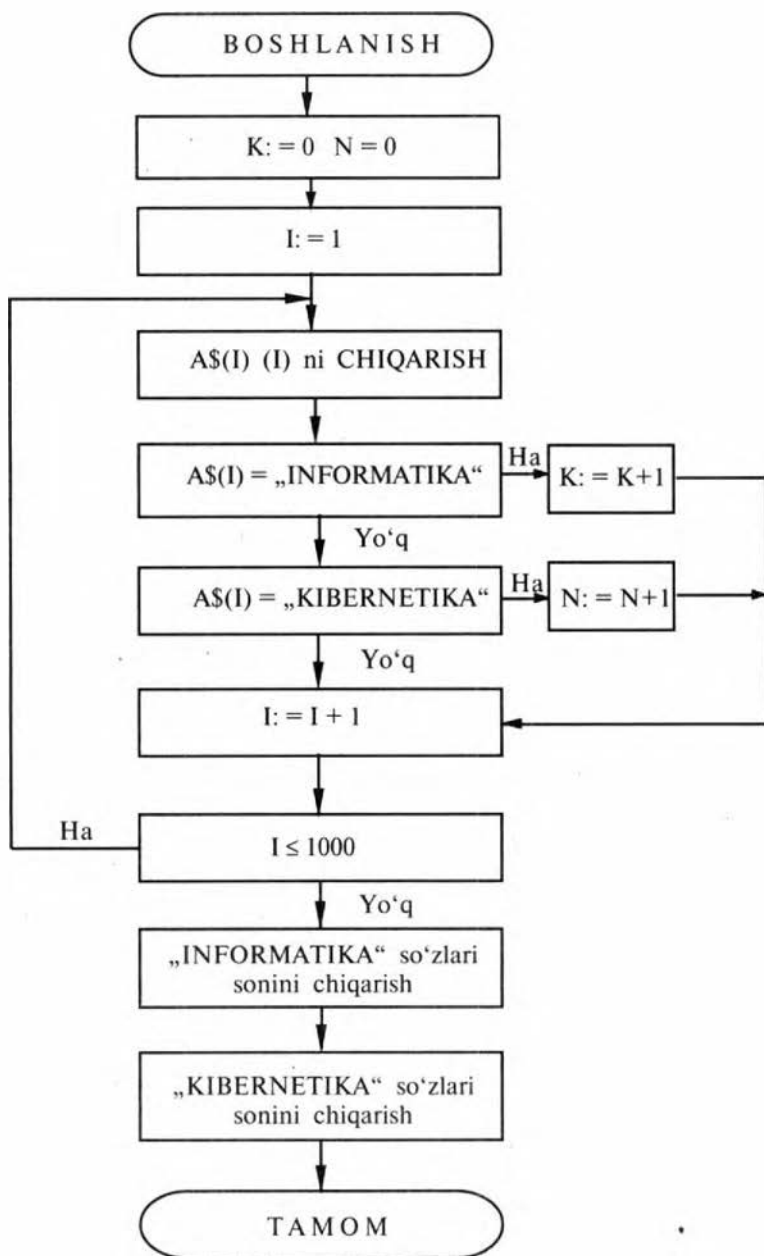 BOSHLANISH
K: = 0 N = 0
I: = 1
A$(I) (I) ni CHIQARISH
A$(I) = „INFORMATIKA“
Ha
K: = K+1
Yo‘q
A$(I) = „KIBERNETIKA“
Ha
N: = N+1
Yo‘q
I: = I + 1
Ha
I ≤ 1000
Yo‘q
„INFORMATIKA“ so‘zlari
sonini chiqarish
„KIBERNETIKA“ so‘zlari
sonini chiqarish
TAMOM